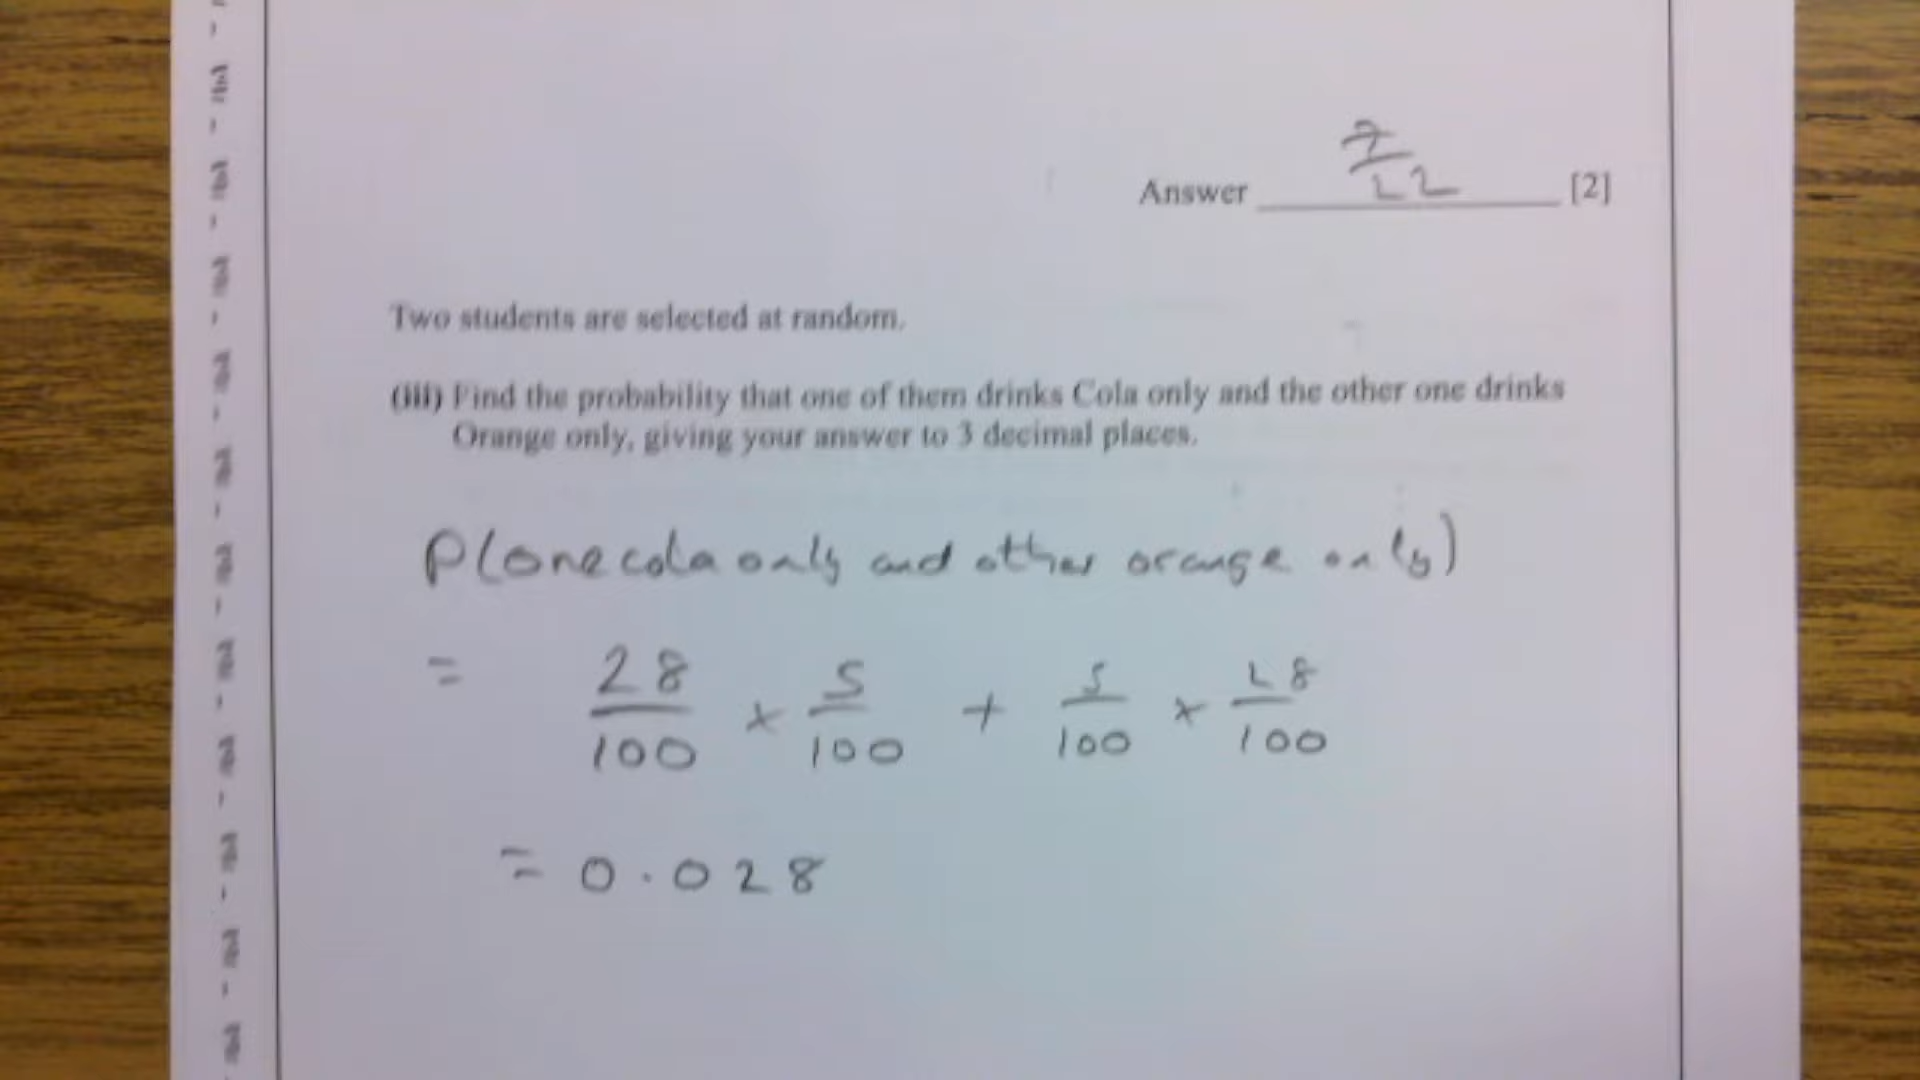 7
22
Answer [2]
Two students are selected at random.
(iii) Find the probability that one of them drinks Cola only and the other one drinks
Orange only, giving your answer to 3 decimal places.
P(one cola only and other orange only)
= 28/100 × 5/100 + 5/100 × 28/100
= 0.028